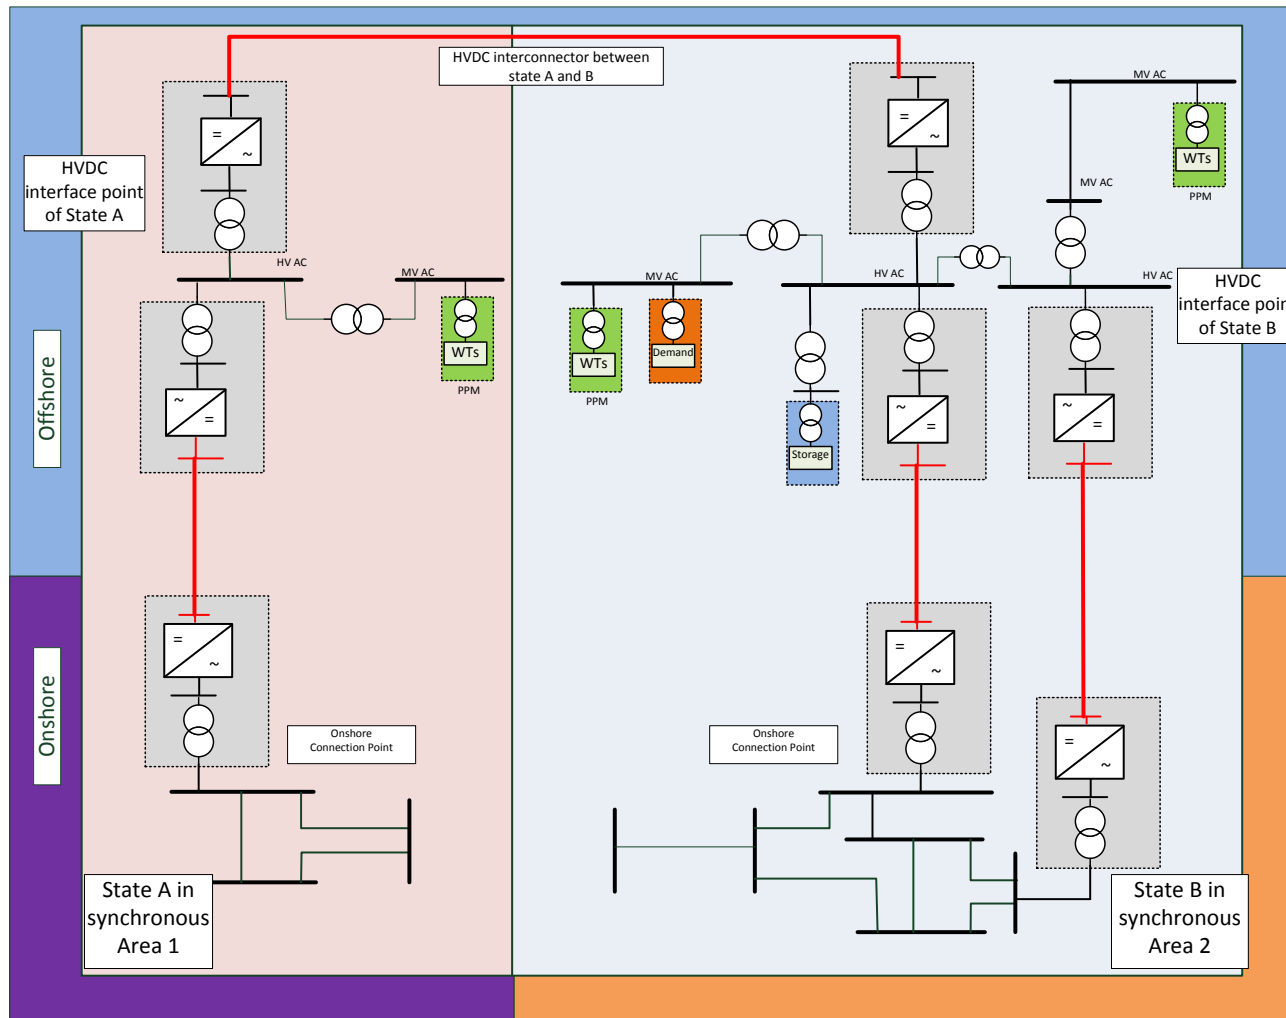 HVDC interconnector between
state A and B
MV AC
=
~
=
~
WTs
PPM
HVDC
interface point
of State A
MV AC
HV AC
MV AC
MV AC
HV AC
HV AC
HVDC
interface point
of State B
WTs
PPM
WTs
PPM
Demand
Storage
~
=
~
=
~
=
Offshore
Onshore
=
~
=
~
=
~
Onshore
Connection Point
Onshore
Connection Point
State A in
synchronous
Area 1
State B in
synchronous
Area 2